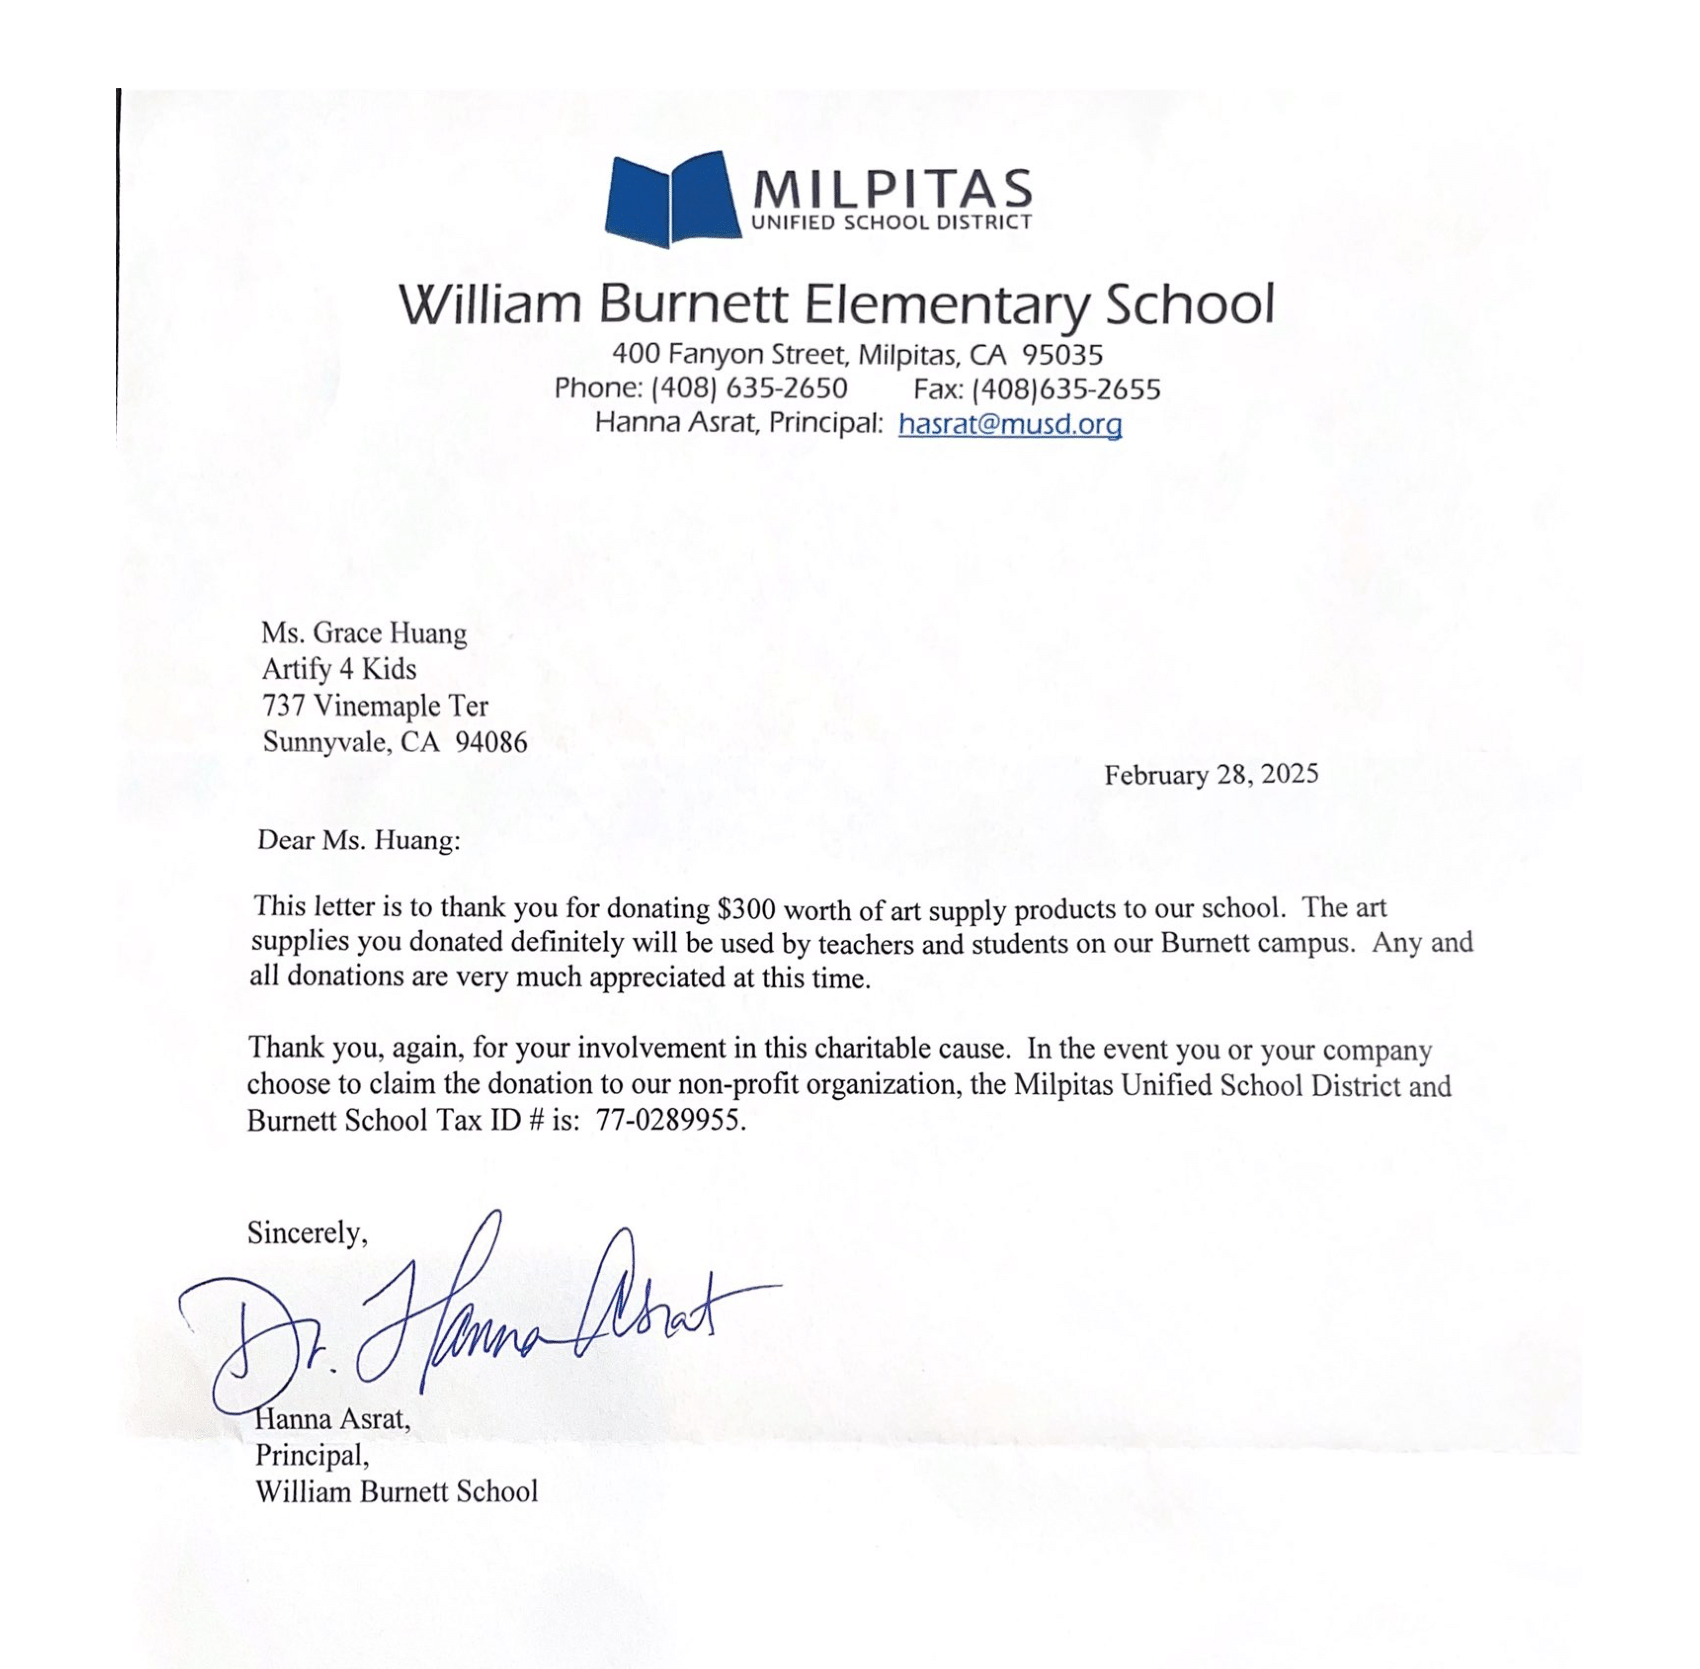 MILPITAS
UNIFIED SCHOOL DISTRICT
William Burnett Elementary School
400 Fanyon Street, Milpitas, CA  95035
Phone: (408) 635-2650        Fax: (408)635-2655
Hanna Asrat, Principal:  hasrat@musd.org
Ms. Grace Huang
Artify 4 Kids
737 Vinemaple Ter
Sunnyvale, CA  94086
February 28, 2025
Dear Ms. Huang:
This letter is to thank you for donating $300 worth of art supply products to our school.  The art
supplies you donated definitely will be used by teachers and students on our Burnett campus.  Any and
all donations are very much appreciated at this time.
Thank you, again, for your involvement in this charitable cause.  In the event you or your company
choose to claim the donation to our non-profit organization, the Milpitas Unified School District and
Burnett School Tax ID # is:  77-0289955.
Sincerely,
Dr. Hanna Asrat
Hanna Asrat,
Principal,
William Burnett School